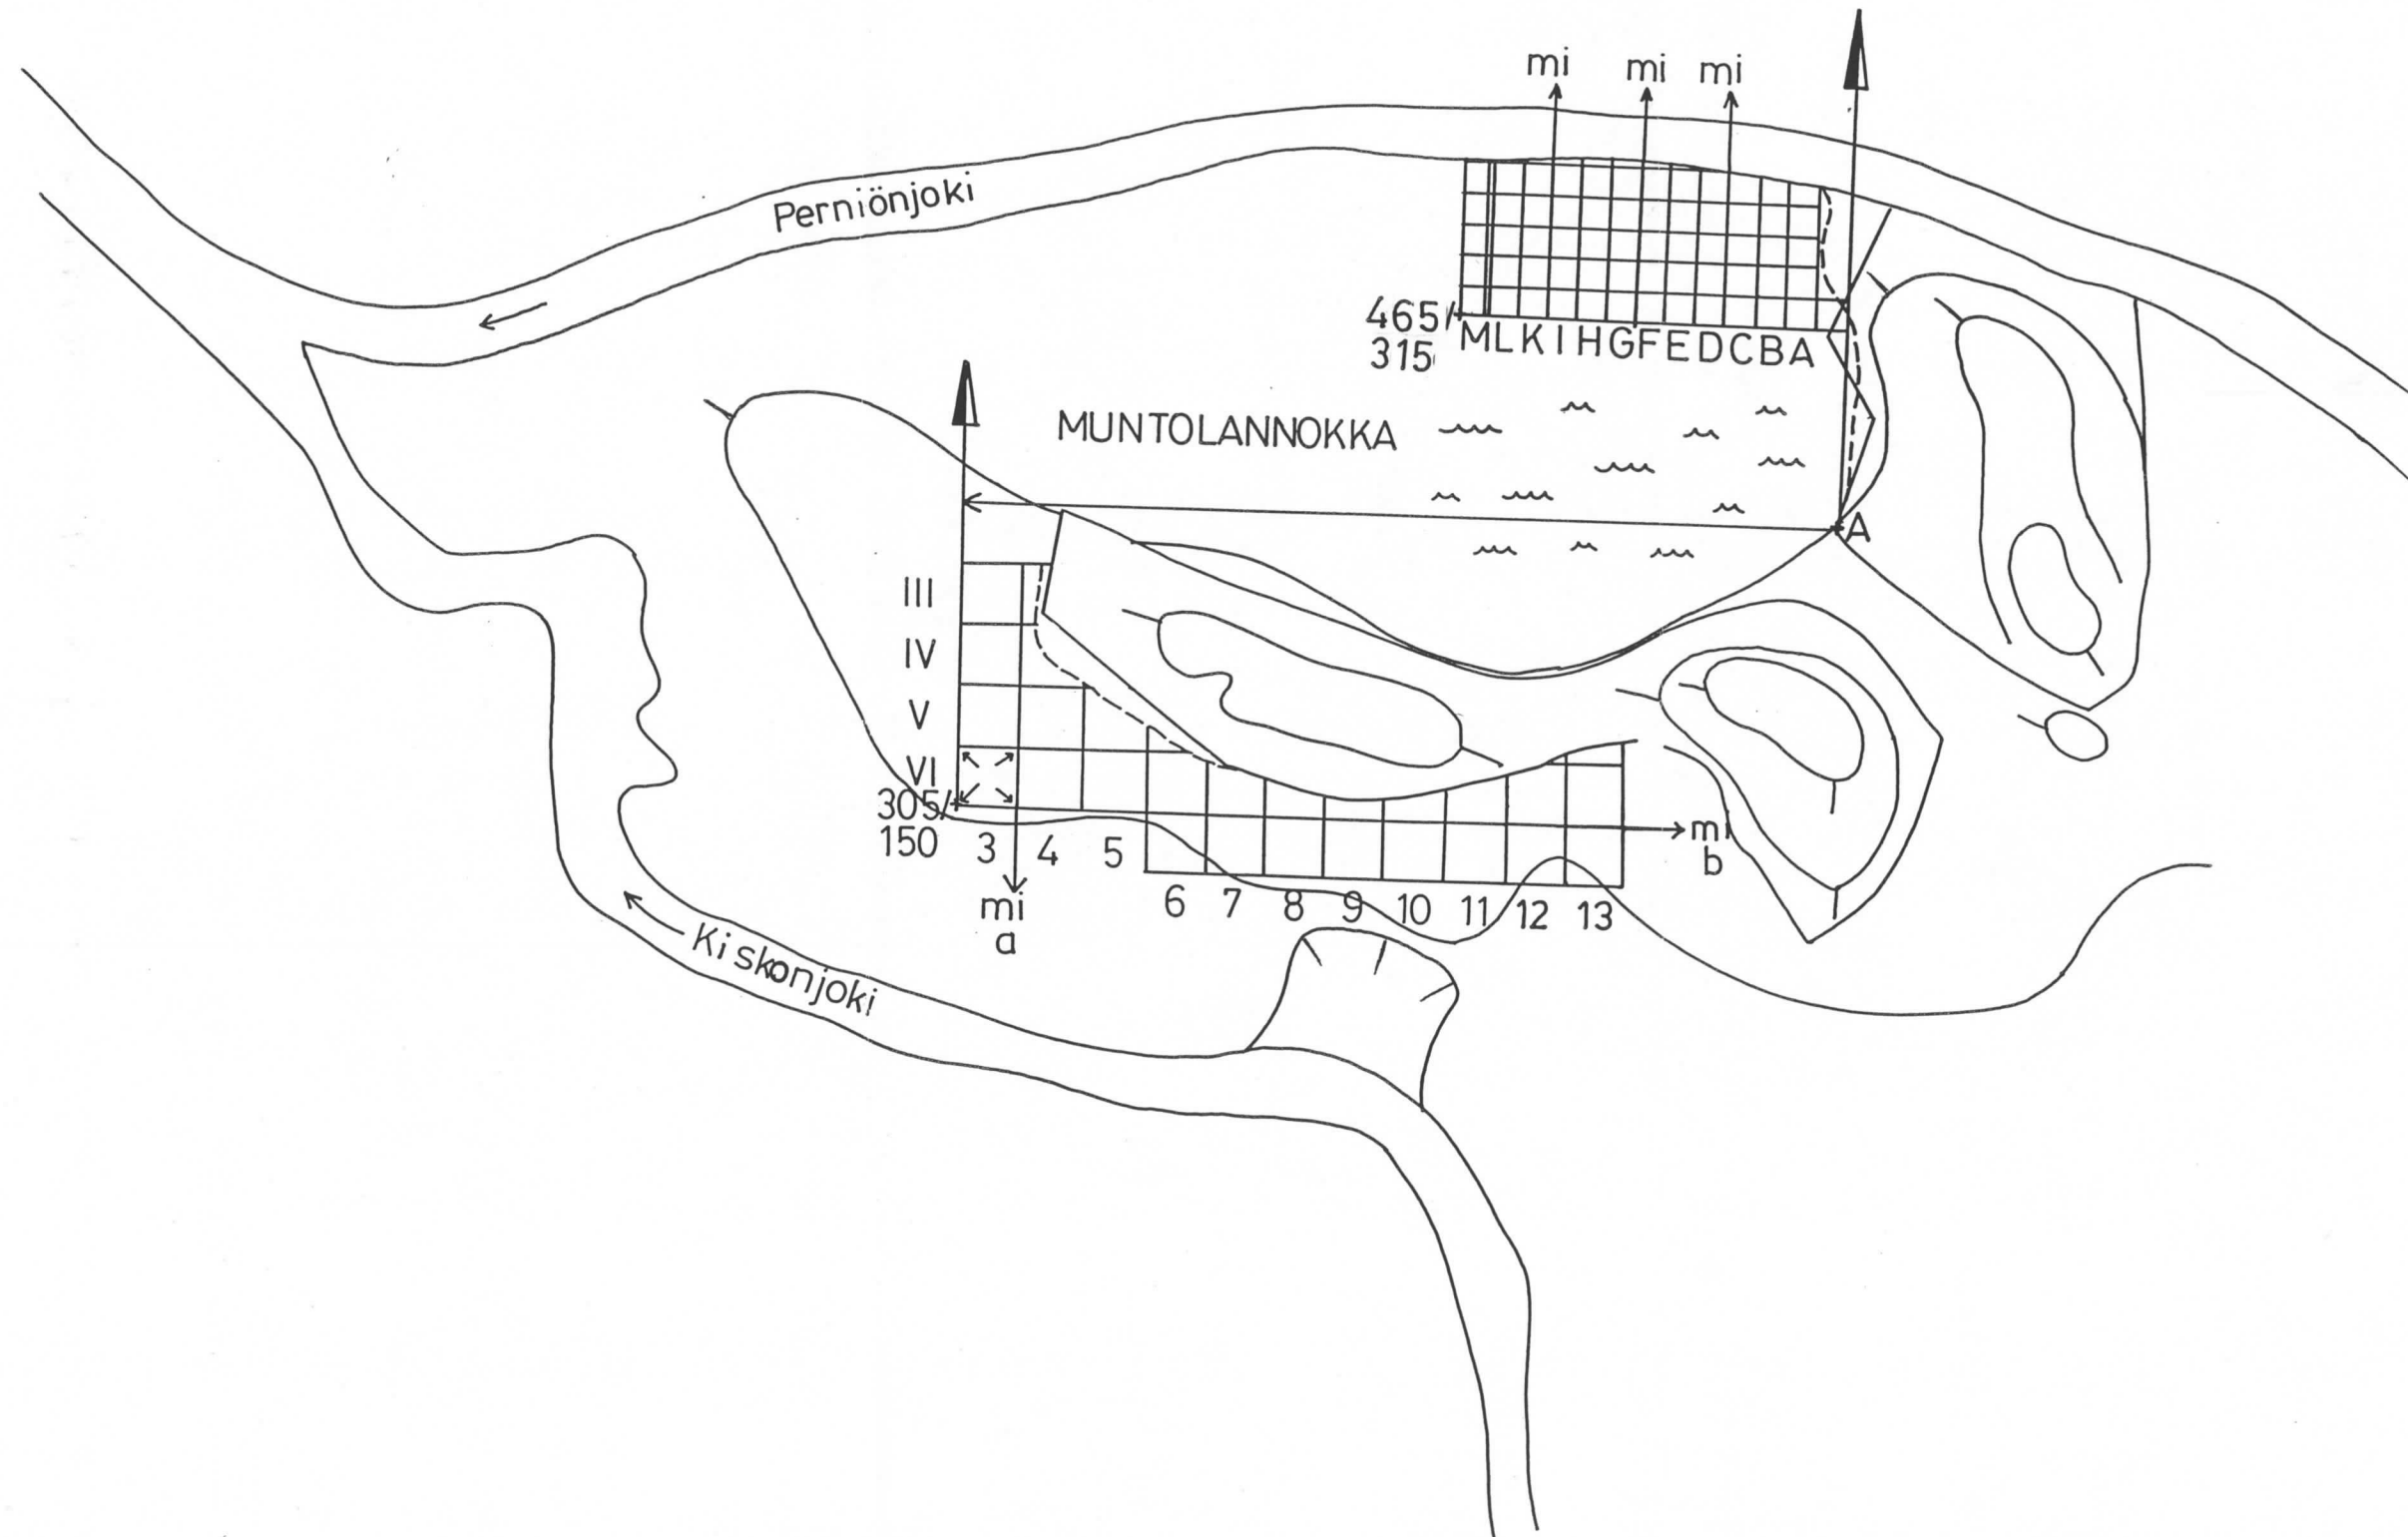 mi mi mi
Perniönjoki
465/
315
MLKIHGFEDCBA
MUNTOLANNOKKA
A
III
IV
V
VI
305/
150
3 4 5
mi
a
6 7 8 9 10 11 12 13
mi
b
Kiskonjoki